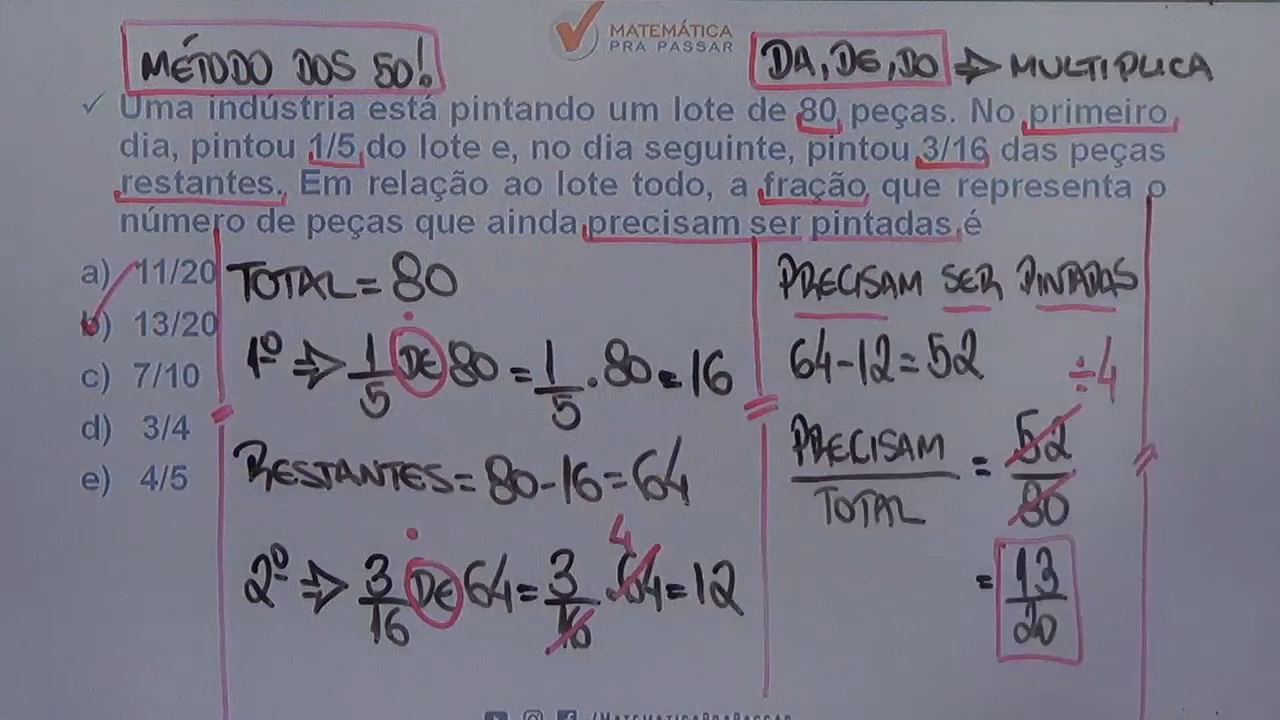 MATEMÁTICA
PRA PASSAR
MÉTODO DOS 50!
DA, DE, DO ⇒ MULTIPLICA
✓ Uma indústria está pintando um lote de 80 peças. No primeiro
dia, pintou 1/5 do lote e, no dia seguinte, pintou 3/16 das peças
restantes. Em relação ao lote todo, a fração que representa o
número de peças que ainda precisam ser pintadas é
a) 11/20
b) 13/20
c) 7/10
d) 3/4
e) 4/5
TOTAL = 80
1º ⇒ 1/5 DE 80 = 1/5 . 80 = 16
RESTANTES = 80 - 16 = 64
2º ⇒ 3/16 DE 64 = 3/16 . 64 = 12
4
PRECISAM SER PINTADAS
64 - 12 = 52
÷4
PRECISAM/TOTAL = 52/80
= 13/20
/MATEMATICAPRAPASSAR